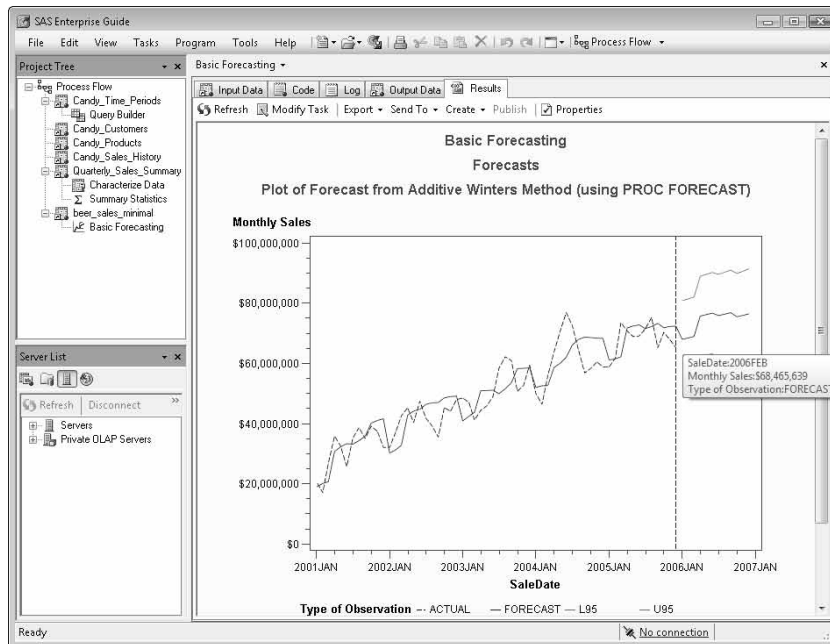 SAS Enterprise Guide
File Edit View Tasks Program Tools Help Process Flow
Project Tree
Process Flow
Candy_Time_Periods
Query Builder
Candy_Customers
Candy_Products
Candy_Sales_History
Quarterly_Sales_Summary
Characterize Data
Summary Statistics
beer_sales_minimal
Basic Forecasting
Server List
Refresh Disconnect »
Servers
Private OLAP Servers
Basic Forecasting
Input Data Code Log Output Data Results
Refresh Modify Task Export Send To Create Publish Properties
Basic Forecasting
Forecasts
Plot of Forecast from Additive Winters Method (using PROC FORECAST)
Monthly Sales
$100,000,000
$80,000,000
$60,000,000
$40,000,000
$20,000,000
$0
SaleDate:2006FEB
Monthly Sales:$68,465,639
Type of Observation:FORECAS
2001JAN 2002JAN 2003JAN 2004JAN 2005JAN 2006JAN 2007JAN
SaleDate
Type of Observation ACTUAL FORECAST L95 U95
Ready
No connection